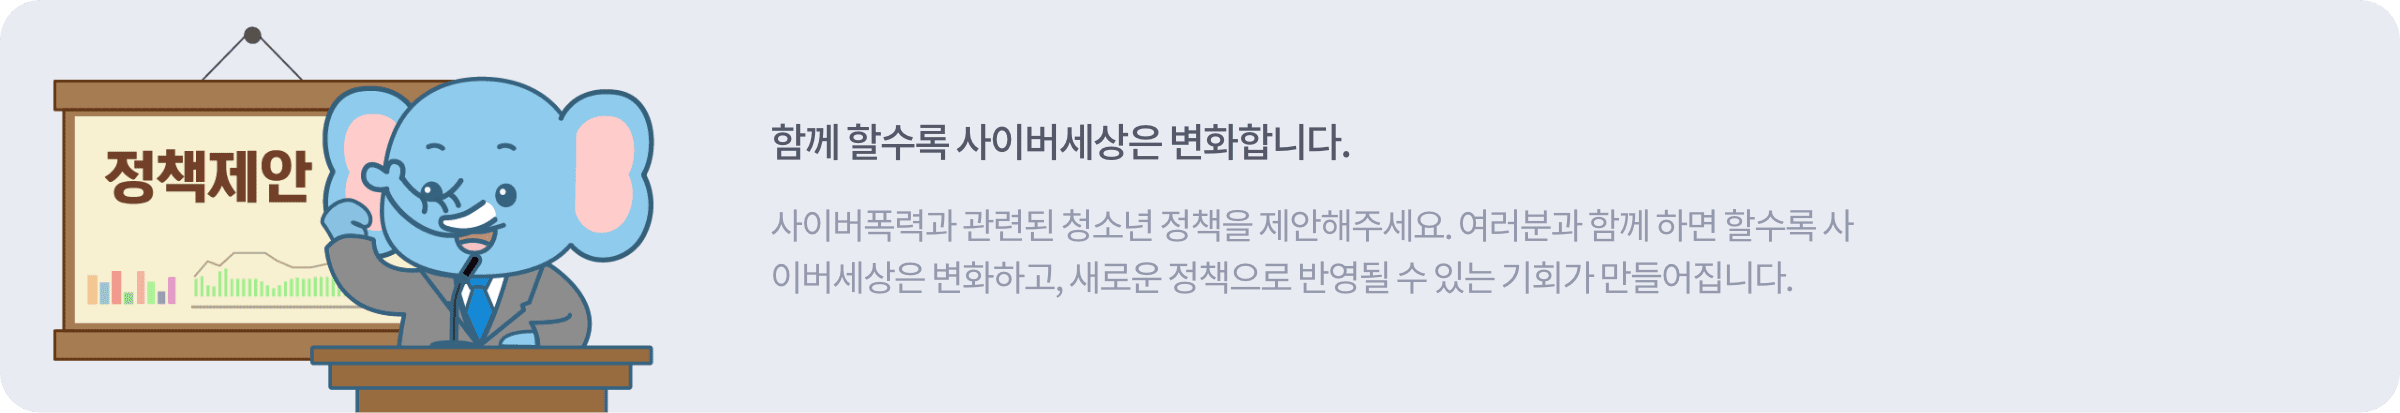 정책제안
함께 할수록 사이버세상은 변화합니다.
사이버폭력과 관련된 청소년 정책을 제안해주세요. 여러분과 함께 하면 할수록 사
이버세상은 변화하고, 새로운 정책으로 반영될 수 있는 기회가 만들어집니다.